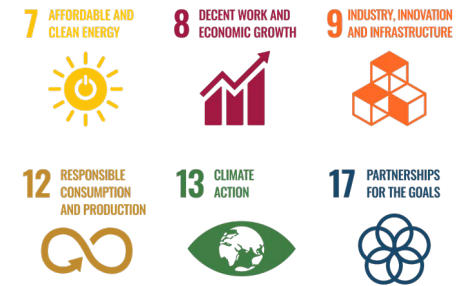 7 AFFORDABLE AND
CLEAN ENERGY
8 DECENT WORK AND
ECONOMIC GROWTH
9 INDUSTRY, INNOVATION
AND INFRASTRUCTURE
12 RESPONSIBLE
CONSUMPTION
AND PRODUCTION
13 CLIMATE
ACTION
17 PARTNERSHIPS
FOR THE GOALS